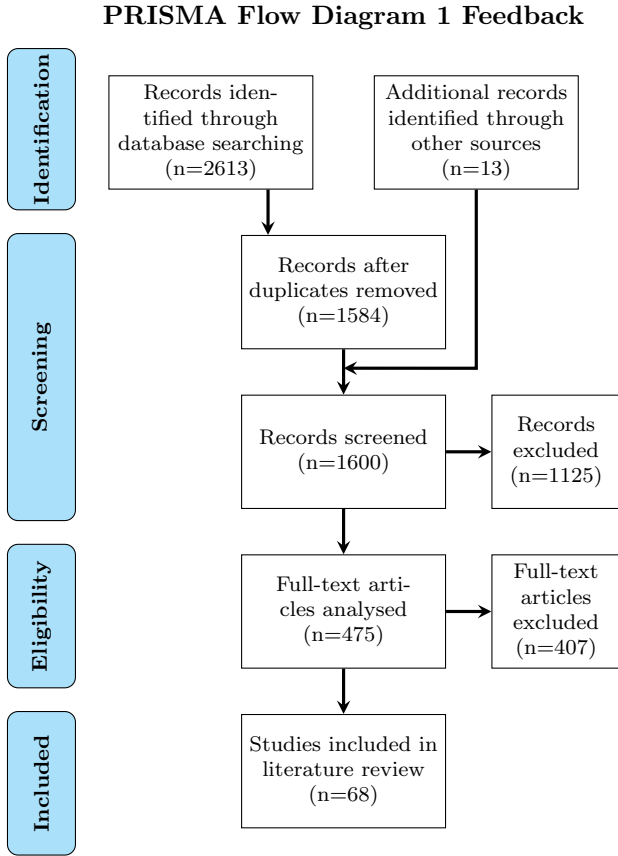 PRISMA Flow Diagram 1 Feedback
Identification
Records iden-
tified through
database searching
(n=2613)
Additional records
identified through
other sources
(n=13)
Screening
Records after
duplicates removed
(n=1584)
Records screened
(n=1600)
Records
excluded
(n=1125)
Eligibility
Full-text arti-
cles analysed
(n=475)
Full-text
articles
excluded
(n=407)
Included
Studies included in
literature review
(n=68)